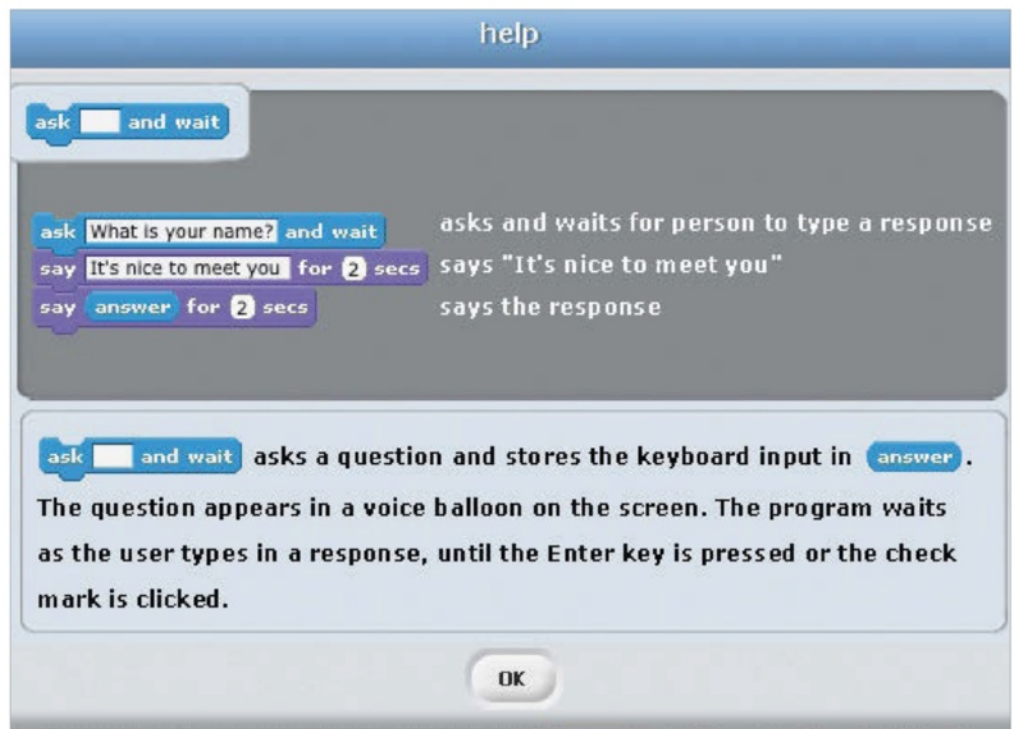 help
ask and wait
ask What is your name? and wait asks and waits for person to type a response
say It's nice to meet you for 2 secs says "It's nice to meet you"
say answer for 2 secs says the response
ask and wait asks a question and stores the keyboard input in answer.
The question appears in a voice balloon on the screen. The program waits
as the user types in a response, until the Enter key is pressed or the check
mark is clicked.
OK